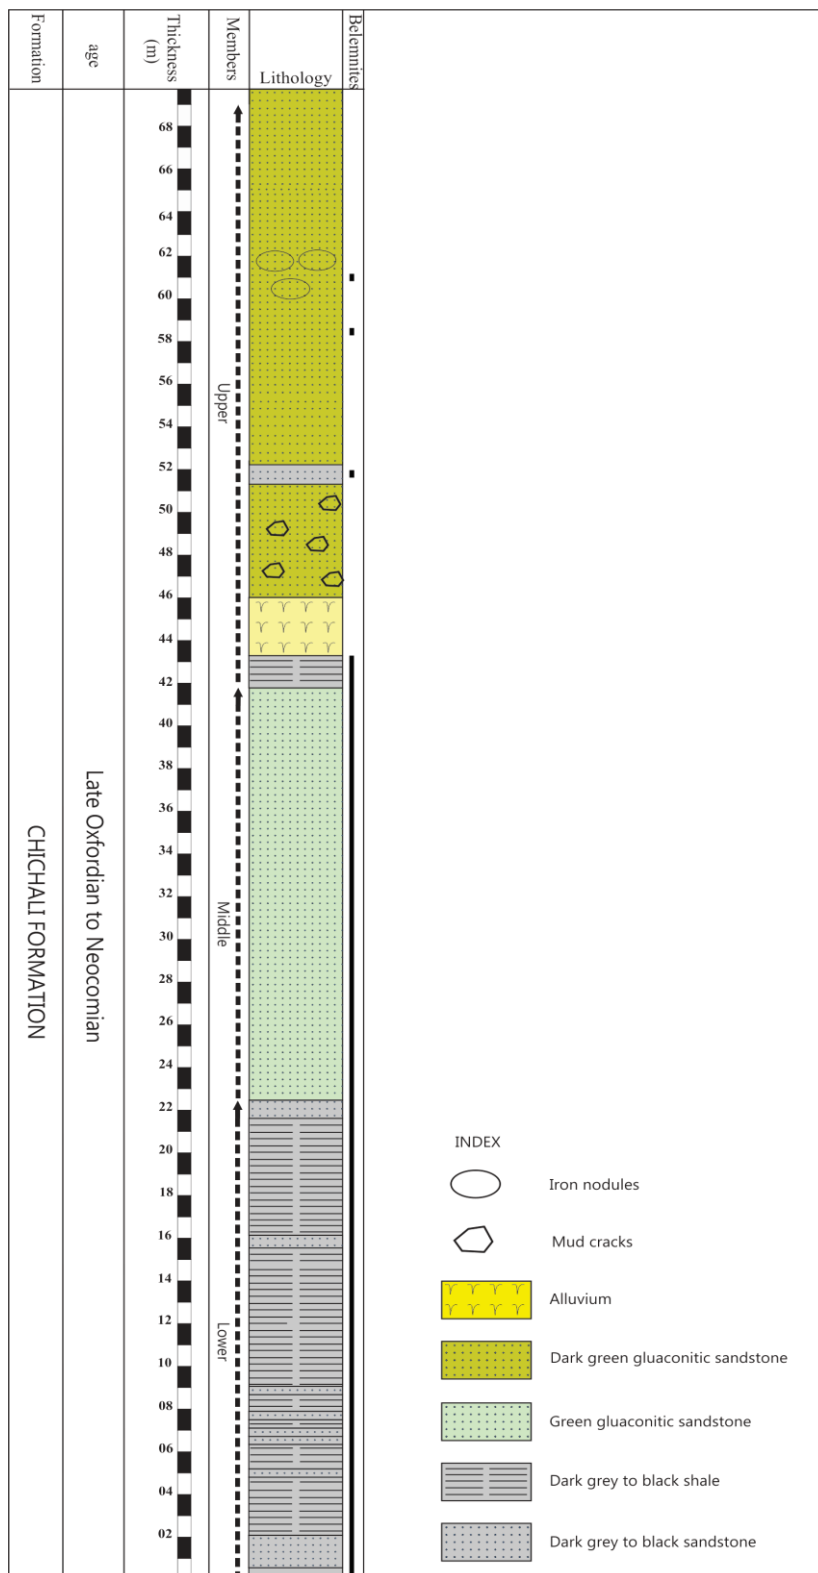 Formation
age
Thickness
(m)
Members
Lithology
Belemnites
68
66
64
62
60
58
56
54
52
50
48
46
44
42
40
38
36
34
32
30
28
26
24
22
20
18
16
14
12
10
08
06
04
02
Upper
Middle
Lower
Late Oxfordian to Neocomian
CHICHALI FORMATION
INDEX
Iron nodules
Mud cracks
Alluvium
Dark green gluaconitic sandstone
Green gluaconitic sandstone
Dark grey to black shale
Dark grey to black sandstone